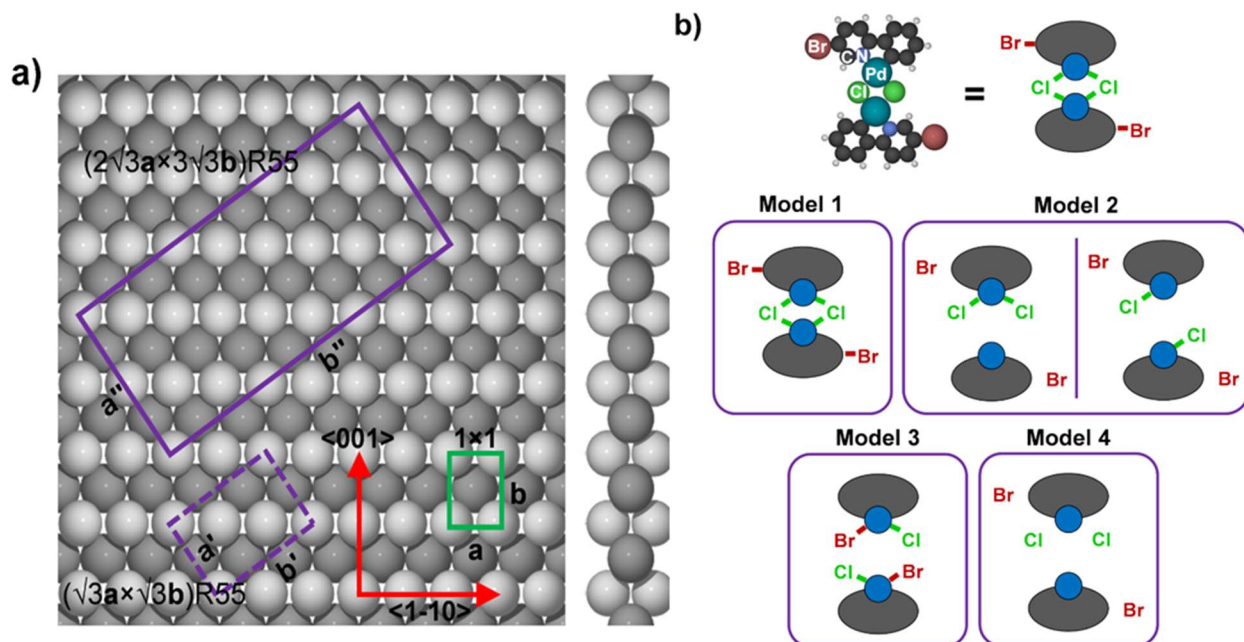 a)
(2√3a×3√3b)R55
a"
b"
<001>
1×1
b
a
a'
b'
(√3a×√3b)R55
<1-10>
b)
Br
C
N
Pd
Cl
=
Br
Cl
Cl
Br
Model 1
Br
Cl
Cl
Br
Model 2
Br
Cl
Cl
Br
Br
Cl
Cl
Br
Model 3
Br
Cl
Cl
Br
Model 4
Br
Cl
Cl
Br